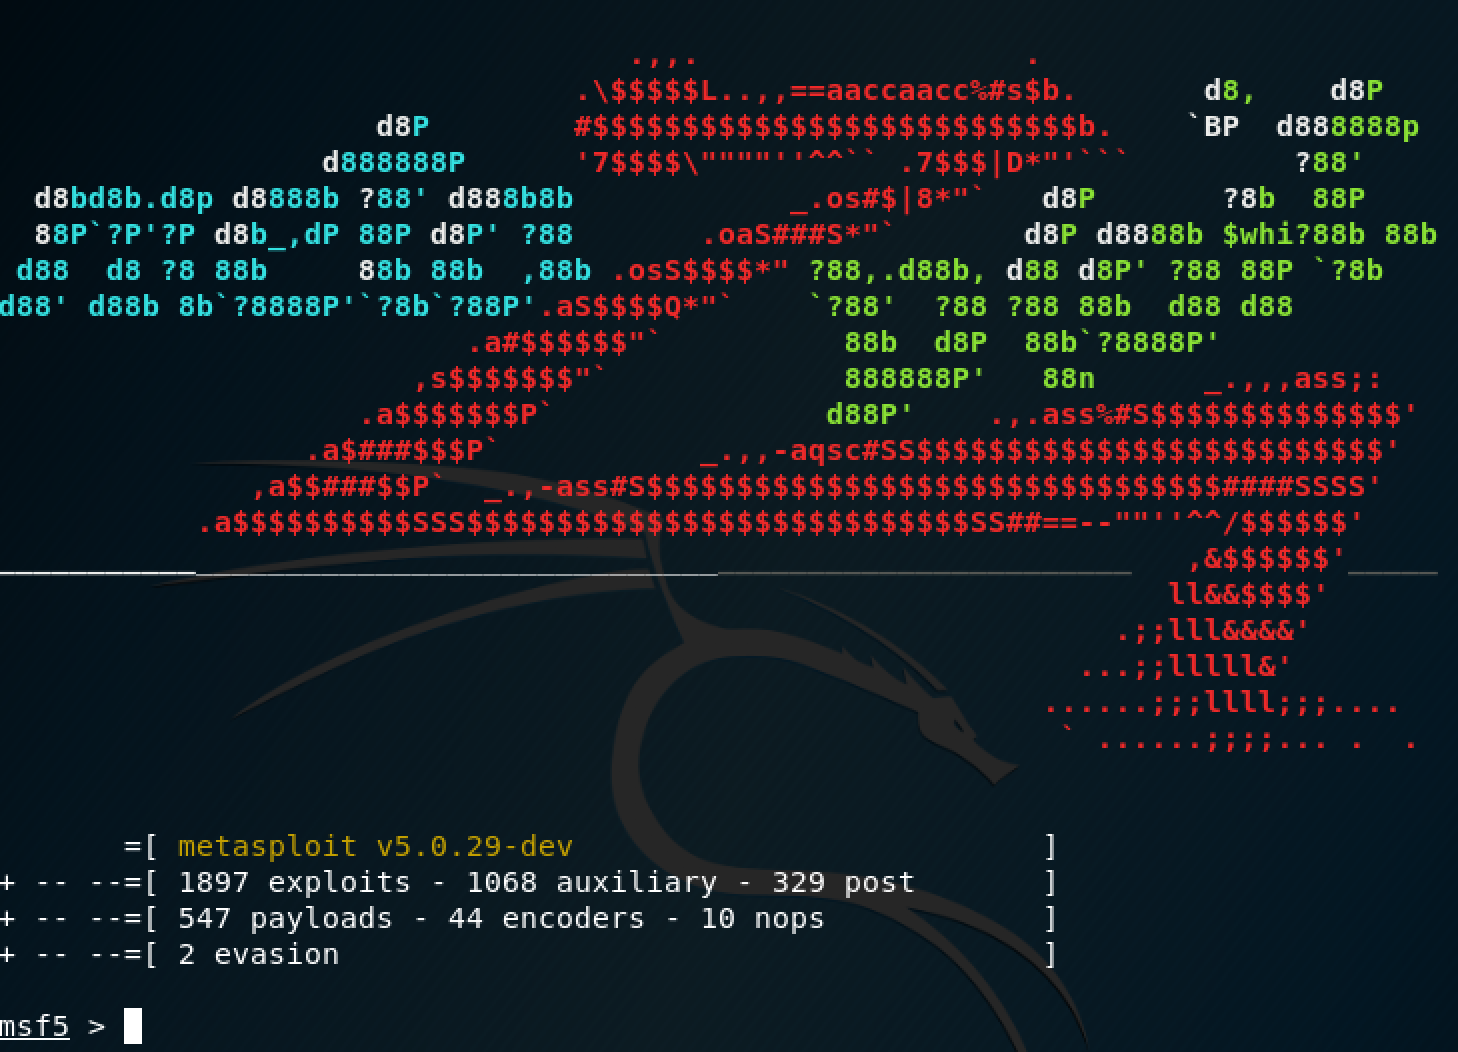 .,,.                  .
                                .\$$$$$L..,,==aaccaacc%#s$b.       d8,    d8P
                     d8P        #$$$$$$$$$$$$$$$$$$$$$$$$$$$b.    `BP  d888888p
                  d888888P      '7$$$$\""""''^^`` .7$$$|D*"'```         ?88'
  d8bd8b.d8p d8888b ?88' d888b8b            _.os#$|8*"`   d8P       ?8b  88P
  88P`?P'?P d8b_,dP 88P d8P' ?88       .oaS###S*"`       d8P d8888b $whi?88b 88b
 d88  d8 ?8 88b     88b 88b  ,88b .osS$$$$*" ?88,.d88b, d88 d8P' ?88 88P `?8b
d88' d88b 8b`?8888P'`?8b`?88P'.aS$$$$Q*"`    `?88'  ?88 ?88 88b  d88 d88
                          .a#$$$$$$"`          88b  d8P  88b`?8888P'
                       ,s$$$$$$$"`             888888P'   88n      _.,,,ass;:
                    .a$$$$$$$P`               d88P'    .,.ass%#S$$$$$$$$$$$$$$'
                 .a$###$$$P`           _.,,-aqsc#SS$$$$$$$$$$$$$$$$$$$$$$$$$$'
              ,a$$###$$P`  _.,-ass#S$$$$$$$$$$$$$$$$$$$$$$$$$$$$$$$$####SSSS'
           .a$$$$$$$$$$SSS$$$$$$$$$$$$$$$$$$$$$$$$$$$$SS##==--""''^^/$$$$$$'
________________________________________________________________   ,&$$$$$$'_____
                                                                 ll&&$$$$'
                                                              .;;lll&&&&'
                                                            ...;;lllll&'
                                                          ......;;;llll;;;....
                                                           ` ......;;;;... .  .
       =[ metasploit v5.0.29-dev                          ]
+ -- --=[ 1897 exploits - 1068 auxiliary - 329 post       ]
+ -- --=[ 547 payloads - 44 encoders - 10 nops            ]
+ -- --=[ 2 evasion                                       ]
msf5 >